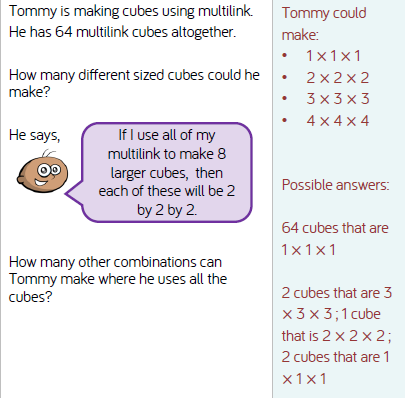 Tommy is making cubes using multilink.
He has 64 multilink cubes altogether.
How many different sized cubes could he
make?
He says,
If I use all of my
multilink to make 8
larger cubes, then
each of these will be 2
by 2 by 2.
How many other combinations can
Tommy make where he uses all the
cubes?
Tommy could
make:
• 1 × 1 × 1
• 2 × 2 × 2
• 3 × 3 × 3
• 4 × 4 × 4
Possible answers:
64 cubes that are
1 × 1 × 1
2 cubes that are 3
× 3 × 3 ; 1 cube
that is 2 × 2 × 2 ;
2 cubes that are 1
× 1 × 1